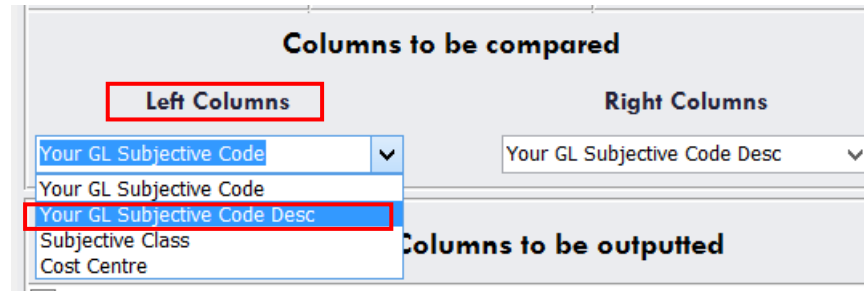 Columns to be compared
Left Columns
Right Columns
Your GL Subjective Code
Your GL Subjective Code Desc
Your GL Subjective Code
Your GL Subjective Code Desc
Subjective Class
Cost Centre
Columns to be outputted